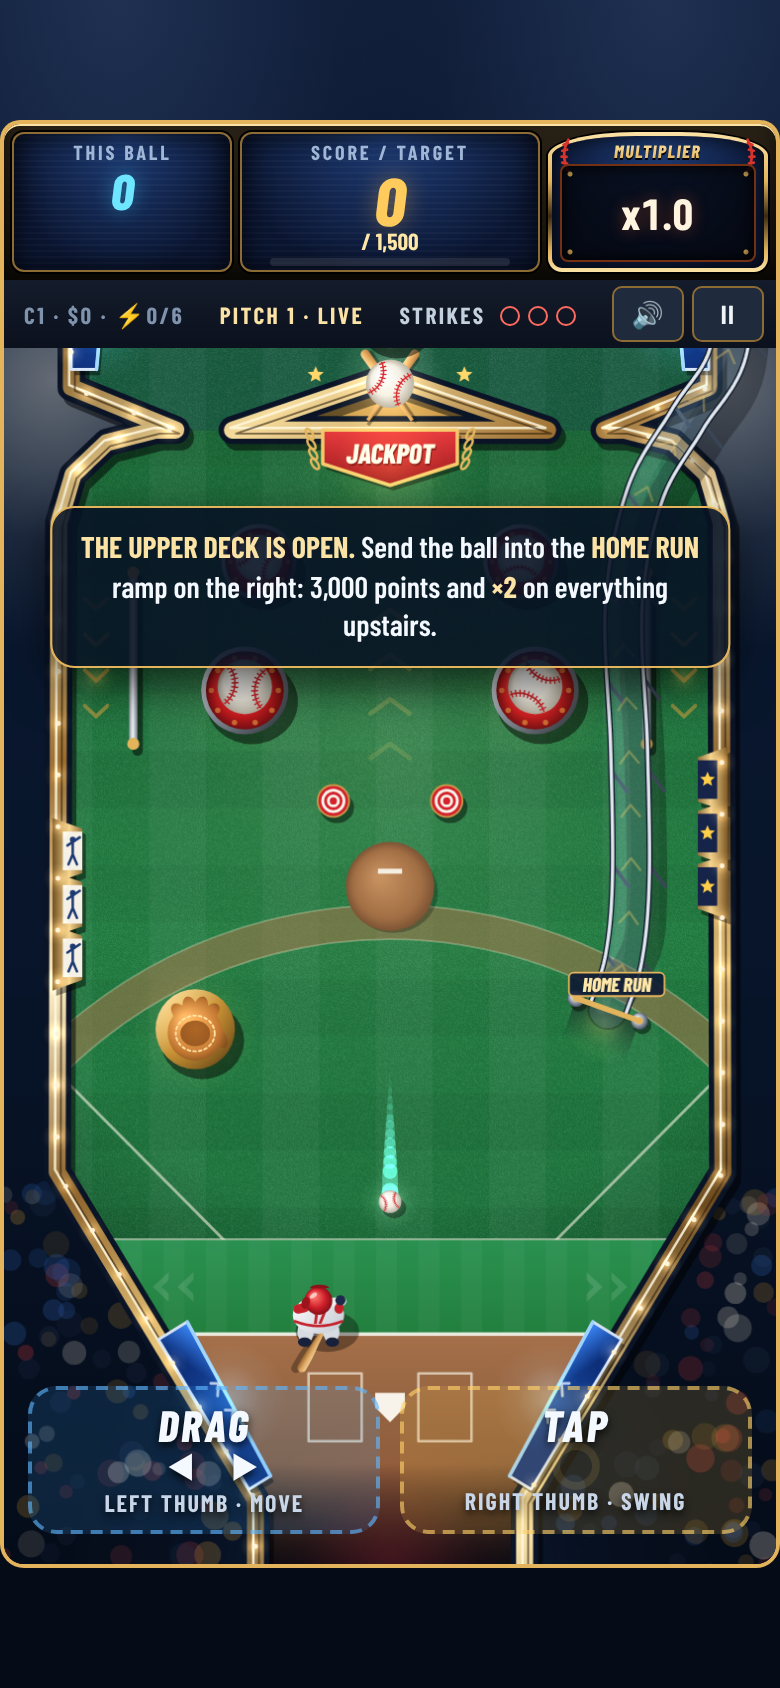 THIS BALL
0
SCORE / TARGET
0
/ 1,500
MULTIPLIER
x1.0
C1 · $0 · ⚡0/6
PITCH 1 · LIVE
STRIKES
JACKPOT
THE UPPER DECK IS OPEN. Send the ball into the HOME RUN
ramp on the right: 3,000 points and ×2 on everything
upstairs.
HOME RUN
DRAG
LEFT THUMB · MOVE
TAP
RIGHT THUMB · SWING